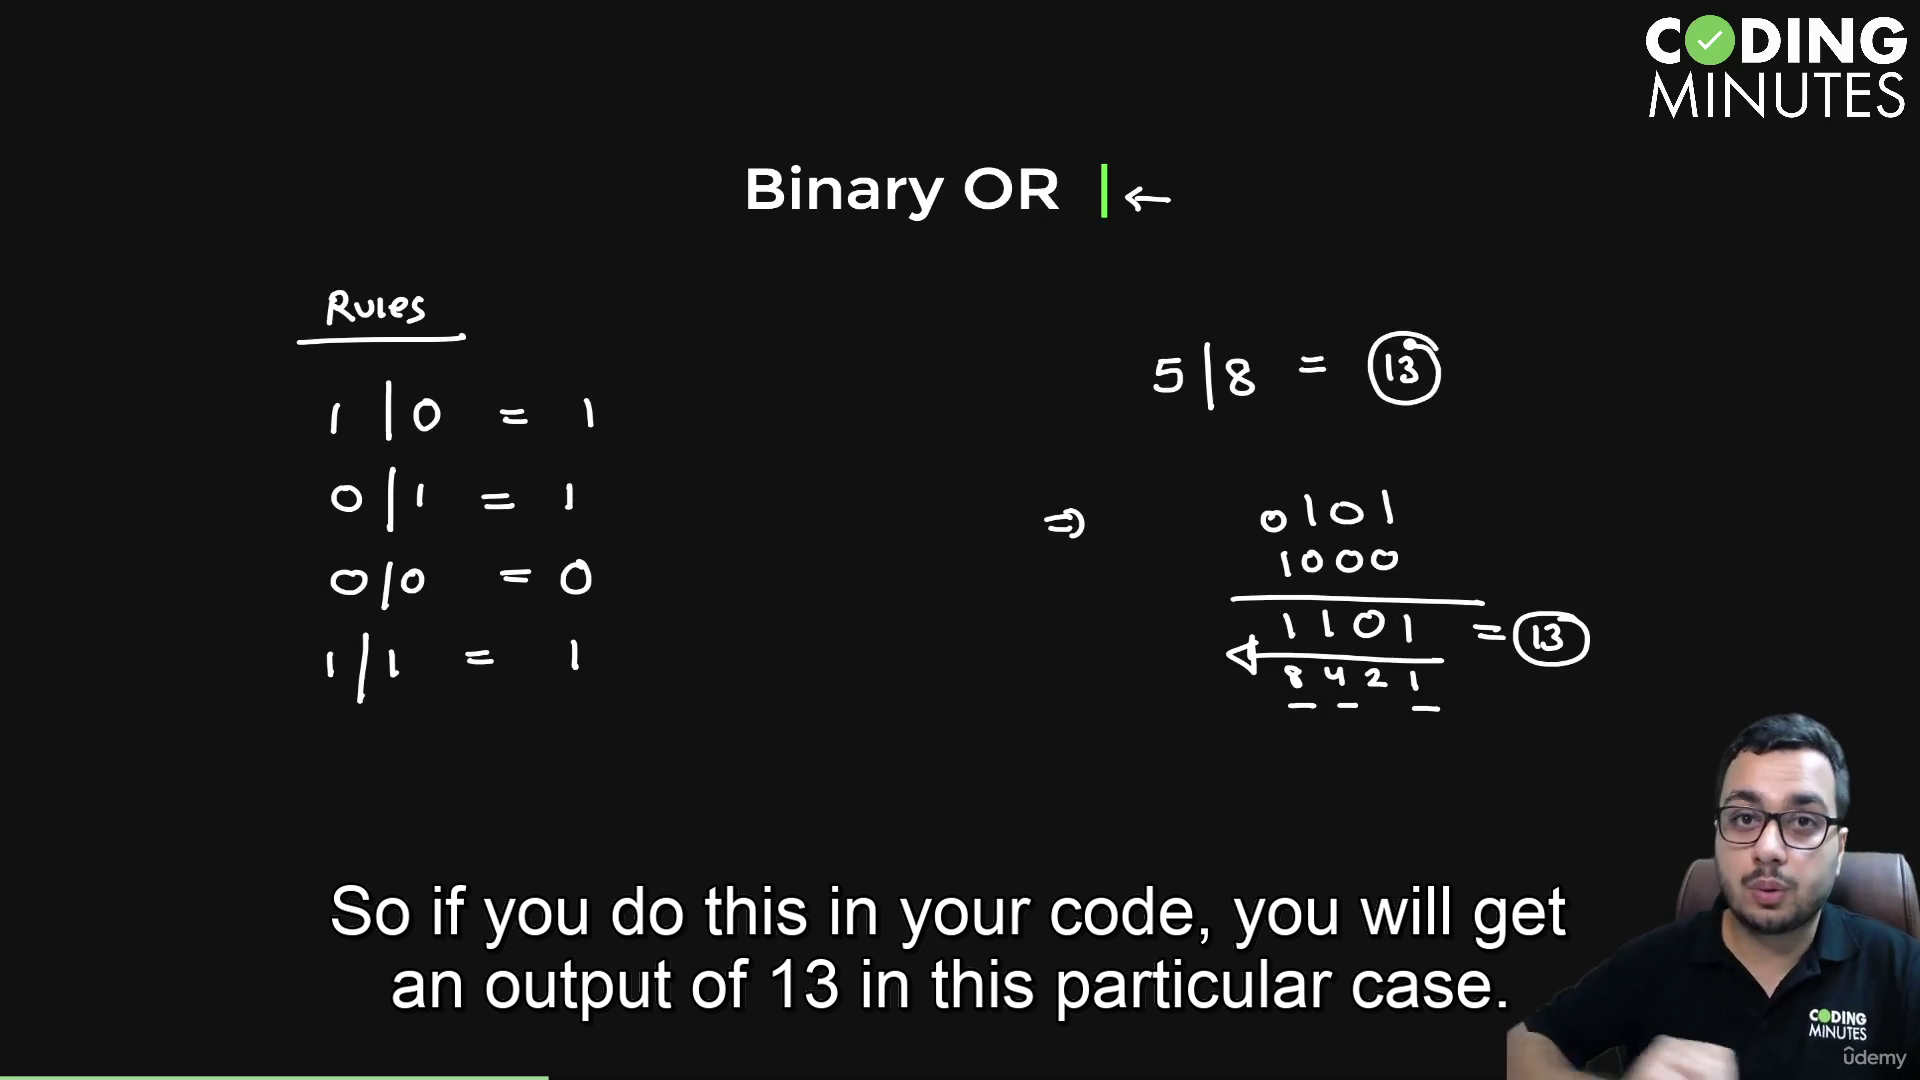 CODING
MINUTES
Binary OR | ←
Rules
1 | 0 = 1
0 | 1 = 1
0 | 0 = 0
1 | 1 = 1
5 | 8 = 13
⇒ 0101
1000
1101 = 13
8 4 2 1
So if you do this in your code, you will get
an output of 13 in this particular case.
CODING
MINUTES
ûdemy